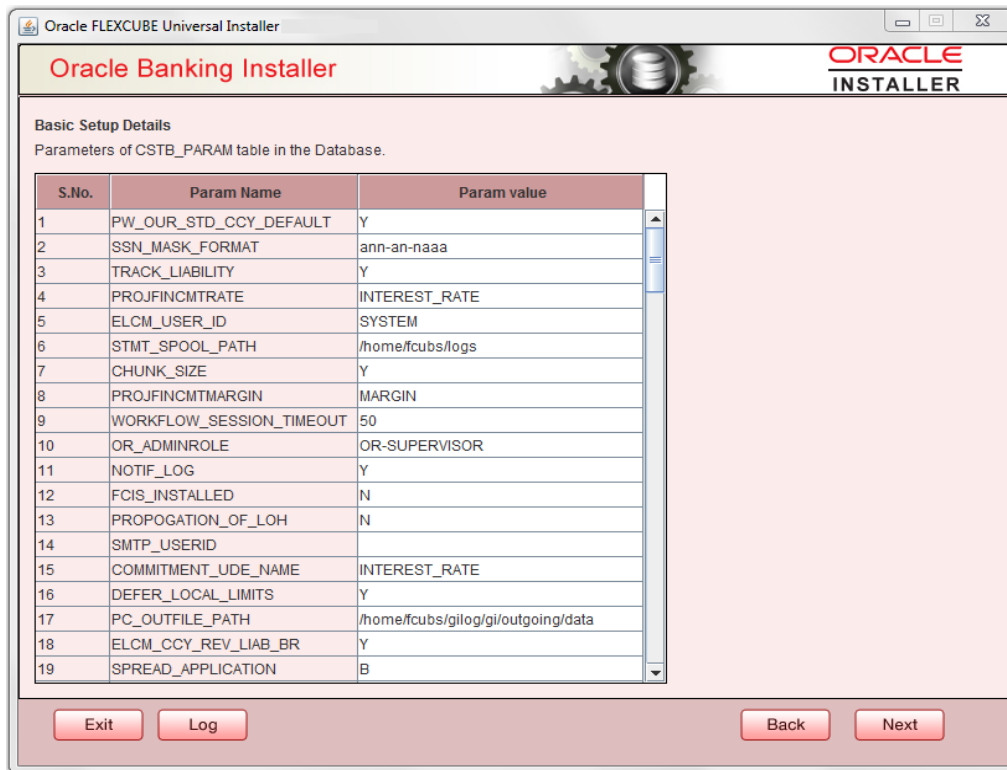 Oracle FLEXCUBE Universal Installer
Oracle Banking Installer
ORACLE
INSTALLER
Basic Setup Details
Parameters of CSTB_PARAM table in the Database.
S.No. Param Name Param value
1 PW_OUR_STD_CCY_DEFAULT Y
2 SSN_MASK_FORMAT ann-an-naaa
3 TRACK_LIABILITY Y
4 PROJFINCMTRATE INTEREST_RATE
5 ELCM_USER_ID SYSTEM
6 STMT_SPOOL_PATH /home/fcubs/logs
7 CHUNK_SIZE Y
8 PROJFINCMTMARGIN MARGIN
9 WORKFLOW_SESSION_TIMEOUT 50
10 OR_ADMINROLE OR-SUPERVISOR
11 NOTIF_LOG Y
12 FCIS_INSTALLED N
13 PROPOGATION_OF_LOH N
14 SMTP_USERID
15 COMMITMENT_UDE_NAME INTEREST_RATE
16 DEFER_LOCAL_LIMITS Y
17 PC_OUTFILE_PATH /home/fcubs/gilog/gi/outgoing/data
18 ELCM_CCY_REV_LIAB_BR Y
19 SPREAD_APPLICATION B
Exit Log Back Next